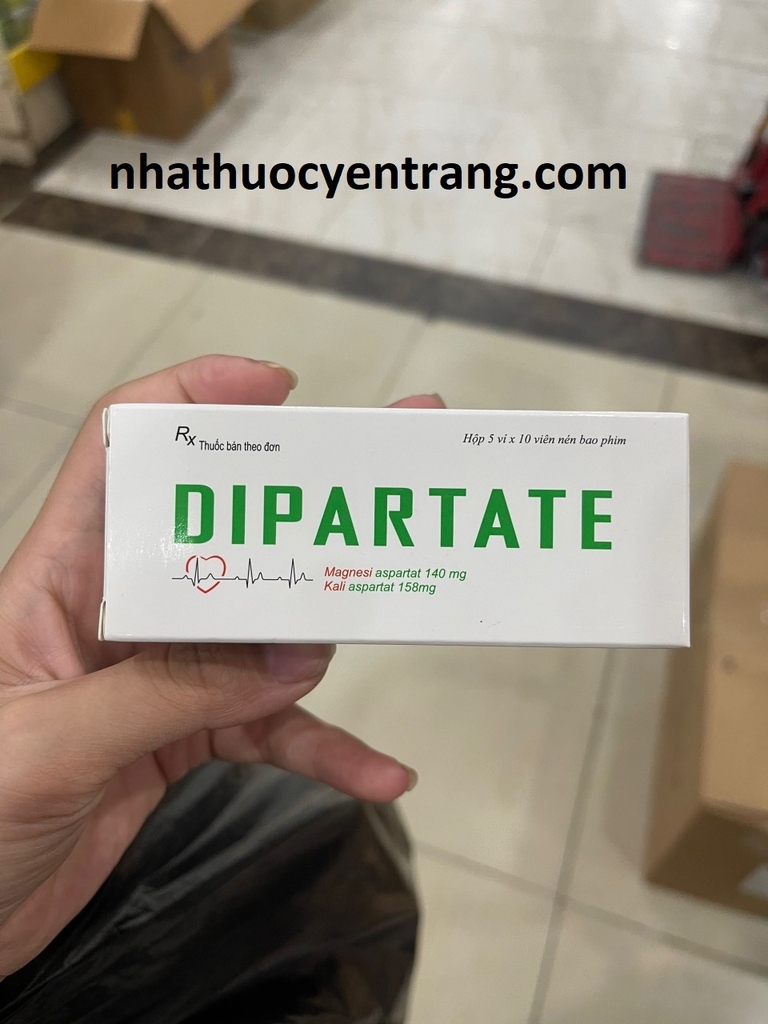 nhathuocyentrang.com
Rx Thuốc bán theo đơn
Hộp 5 vỉ x 10 viên nén bao phim
DIPARTATE
Magnesi aspartat 140 mg
Kali aspartat 158mg